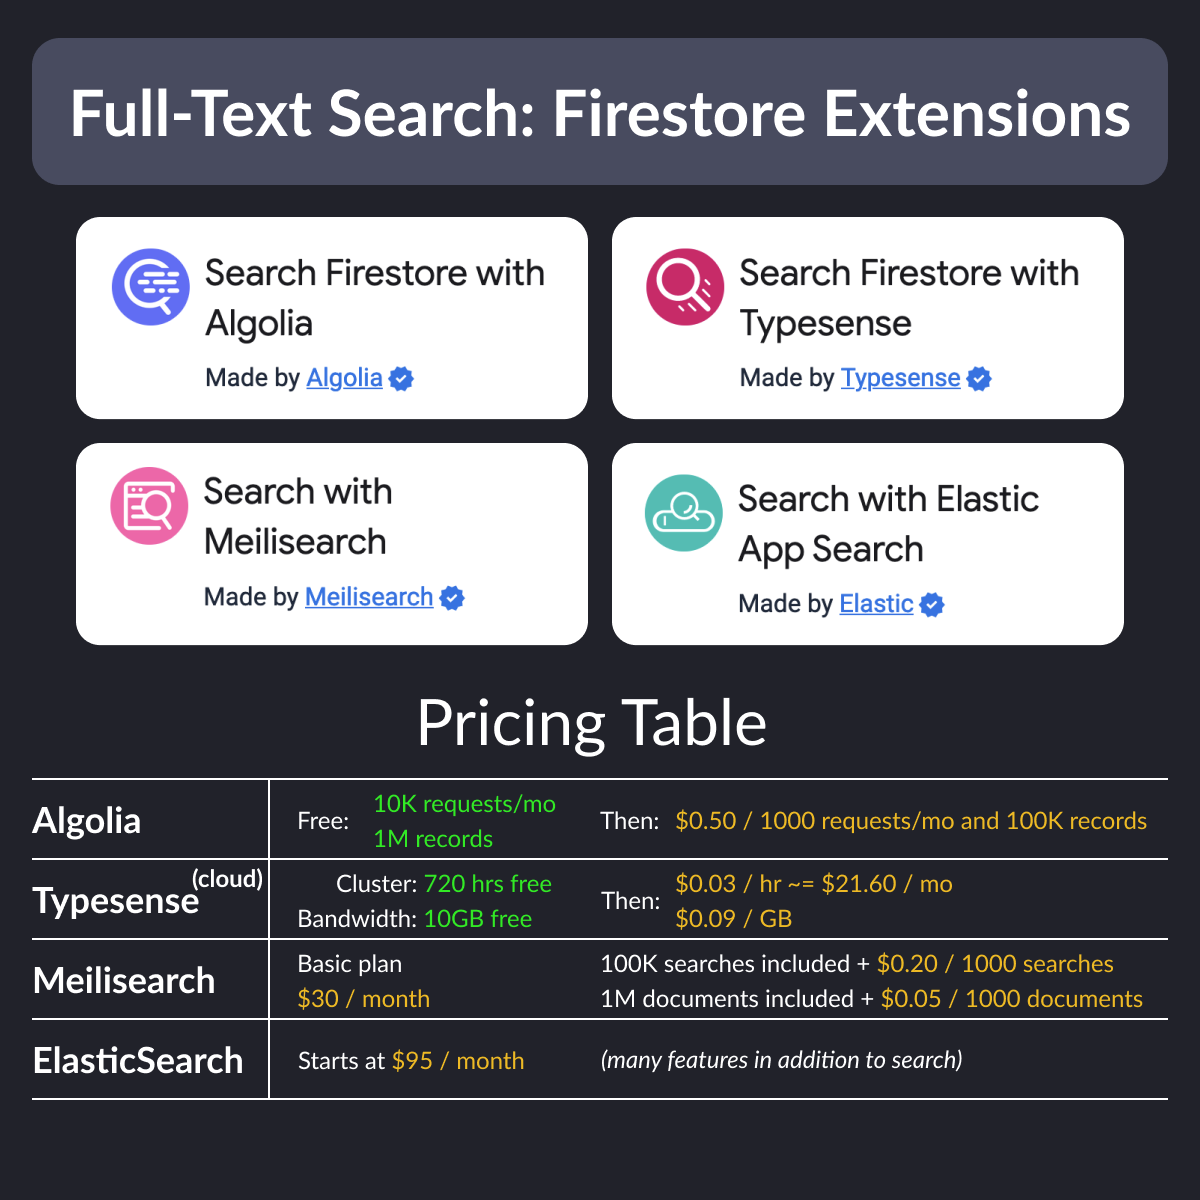 Full-Text Search: Firestore Extensions
Search Firestore with
Algolia
Made by Algolia
Search Firestore with
Typesense
Made by Typesense
Search with
Meilisearch
Made by Meilisearch
Search with Elastic
App Search
Made by Elastic
Pricing Table
Algolia
Free:
10K requests/mo
1M records
Then:
$0.50 / 1000 requests/mo and 100K records
Typesense (cloud)
Cluster: 720 hrs free
Bandwidth: 10GB free
Then:
$0.03 / hr ~= $21.60 / mo
$0.09 / GB
Meilisearch
Basic plan
$30 / month
100K searches included + $0.20 / 1000 searches
1M documents included + $0.05 / 1000 documents
ElasticSearch
Starts at $95 / month
(many features in addition to search)